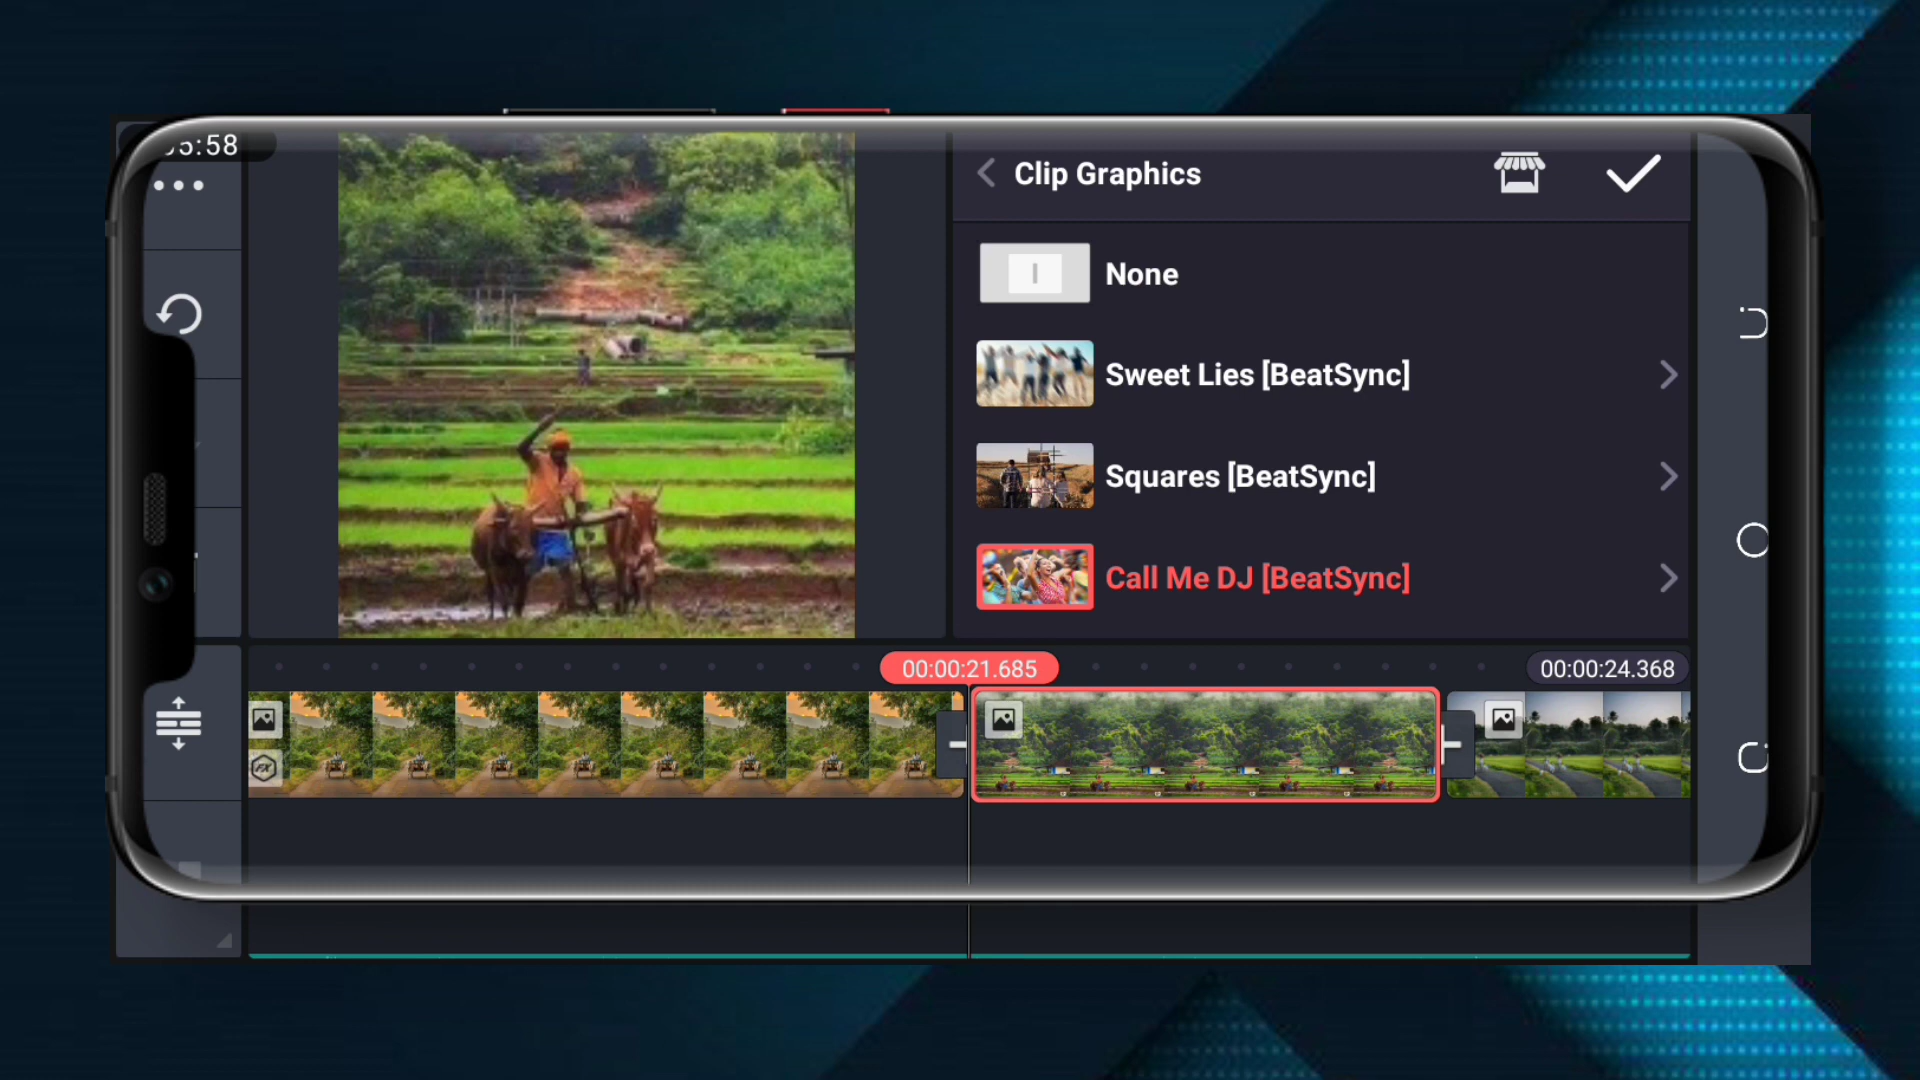 5:58
Clip Graphics
None
Sweet Lies [BeatSync]
Squares [BeatSync]
Call Me DJ [BeatSync]
00:00:21.685
00:00:24.368
FX